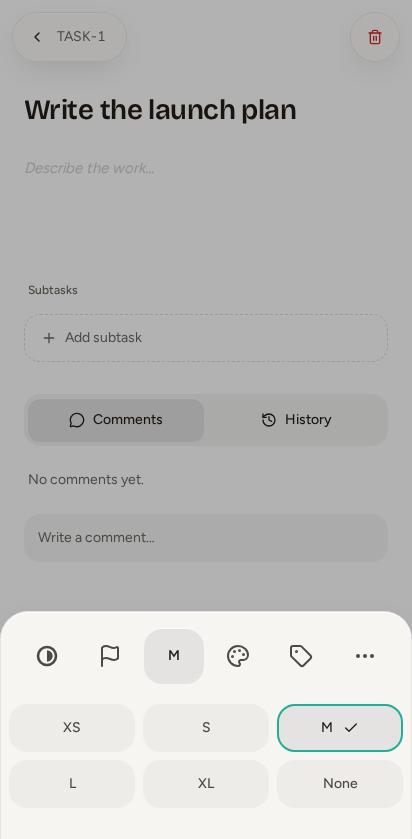 TASK-1
Write the launch plan
Describe the work...
Subtasks
Add subtask
Comments History
No comments yet.
Write a comment...
M
XS S M
L XL None